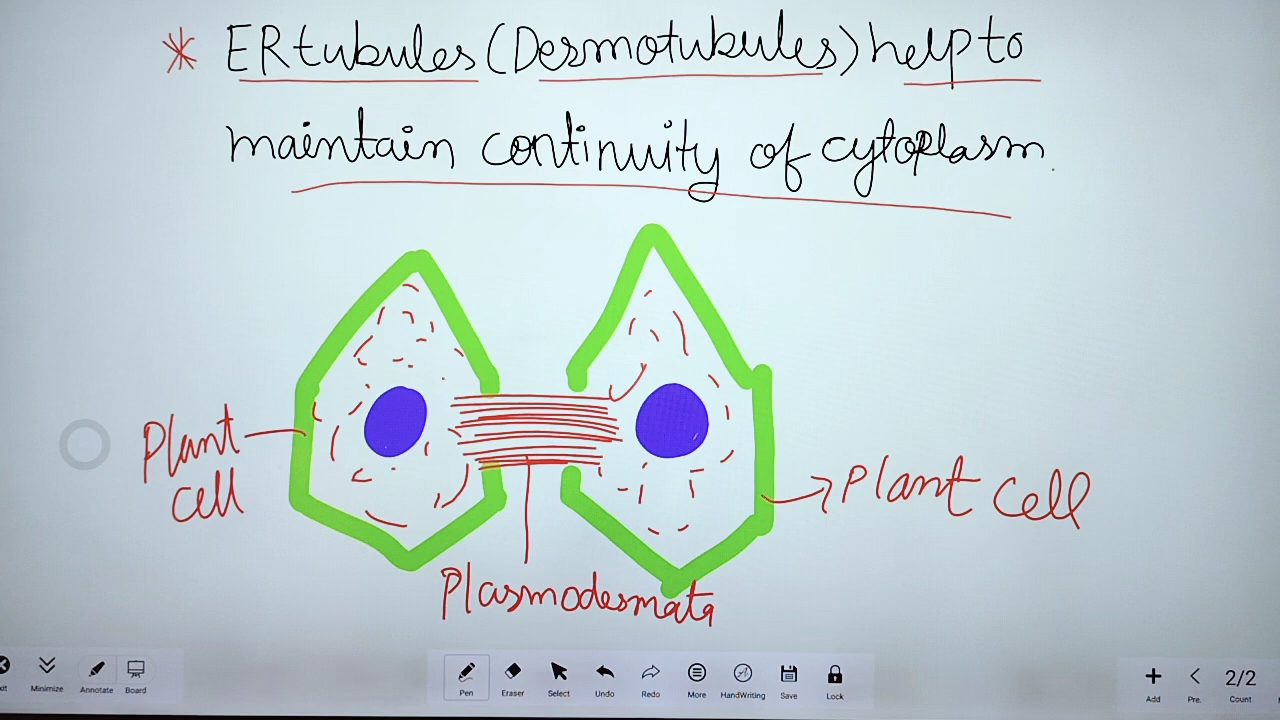 * ER tubules (Desmotubules) help to
maintain continuity of cytoplasm.
Plant
cell
Plant cell
Plasmodesmata
Minimize
Annotate
Board
Pen
Eraser
Select
Undo
Redo
More
HandWriting
Save
Lock
Add
Pre.
2/2
Count